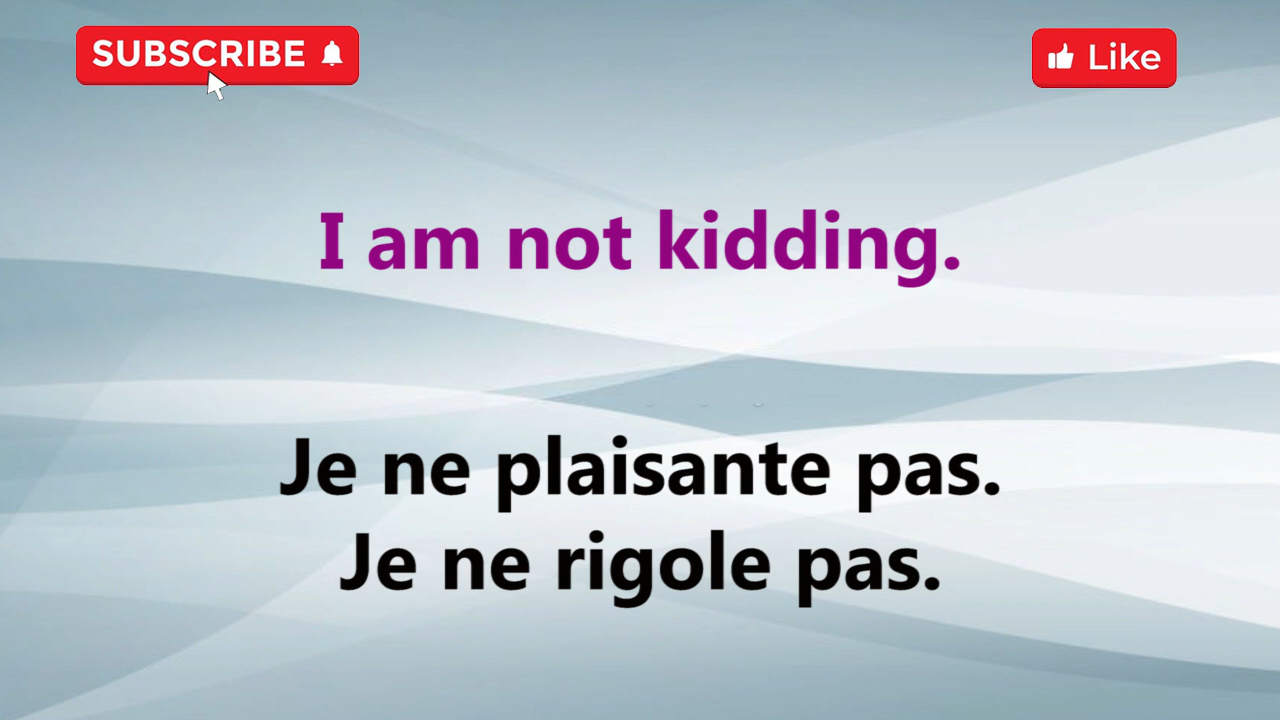 SUBSCRIBE
Like
I am not kidding.
Je ne plaisante pas.
Je ne rigole pas.